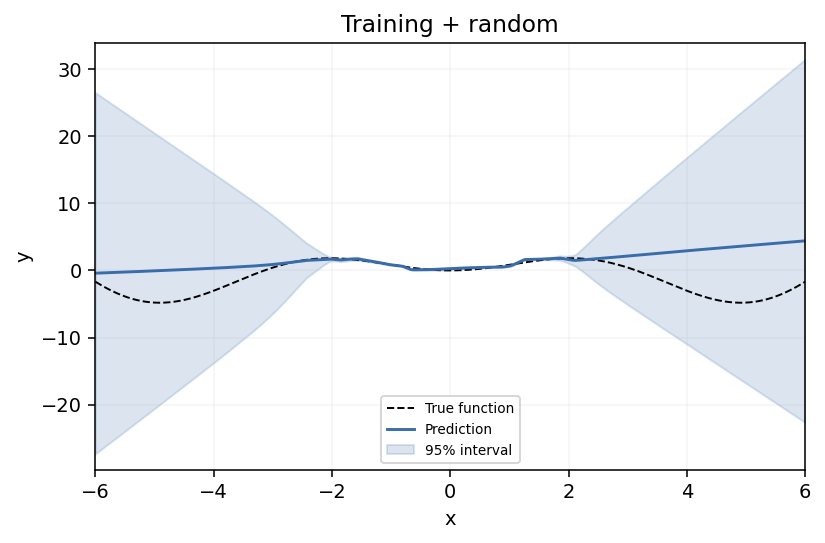 Training + random
y
30
20
10
0
−10
−20
−6
−4
−2
0
2
4
6
x
True function
Prediction
95% interval